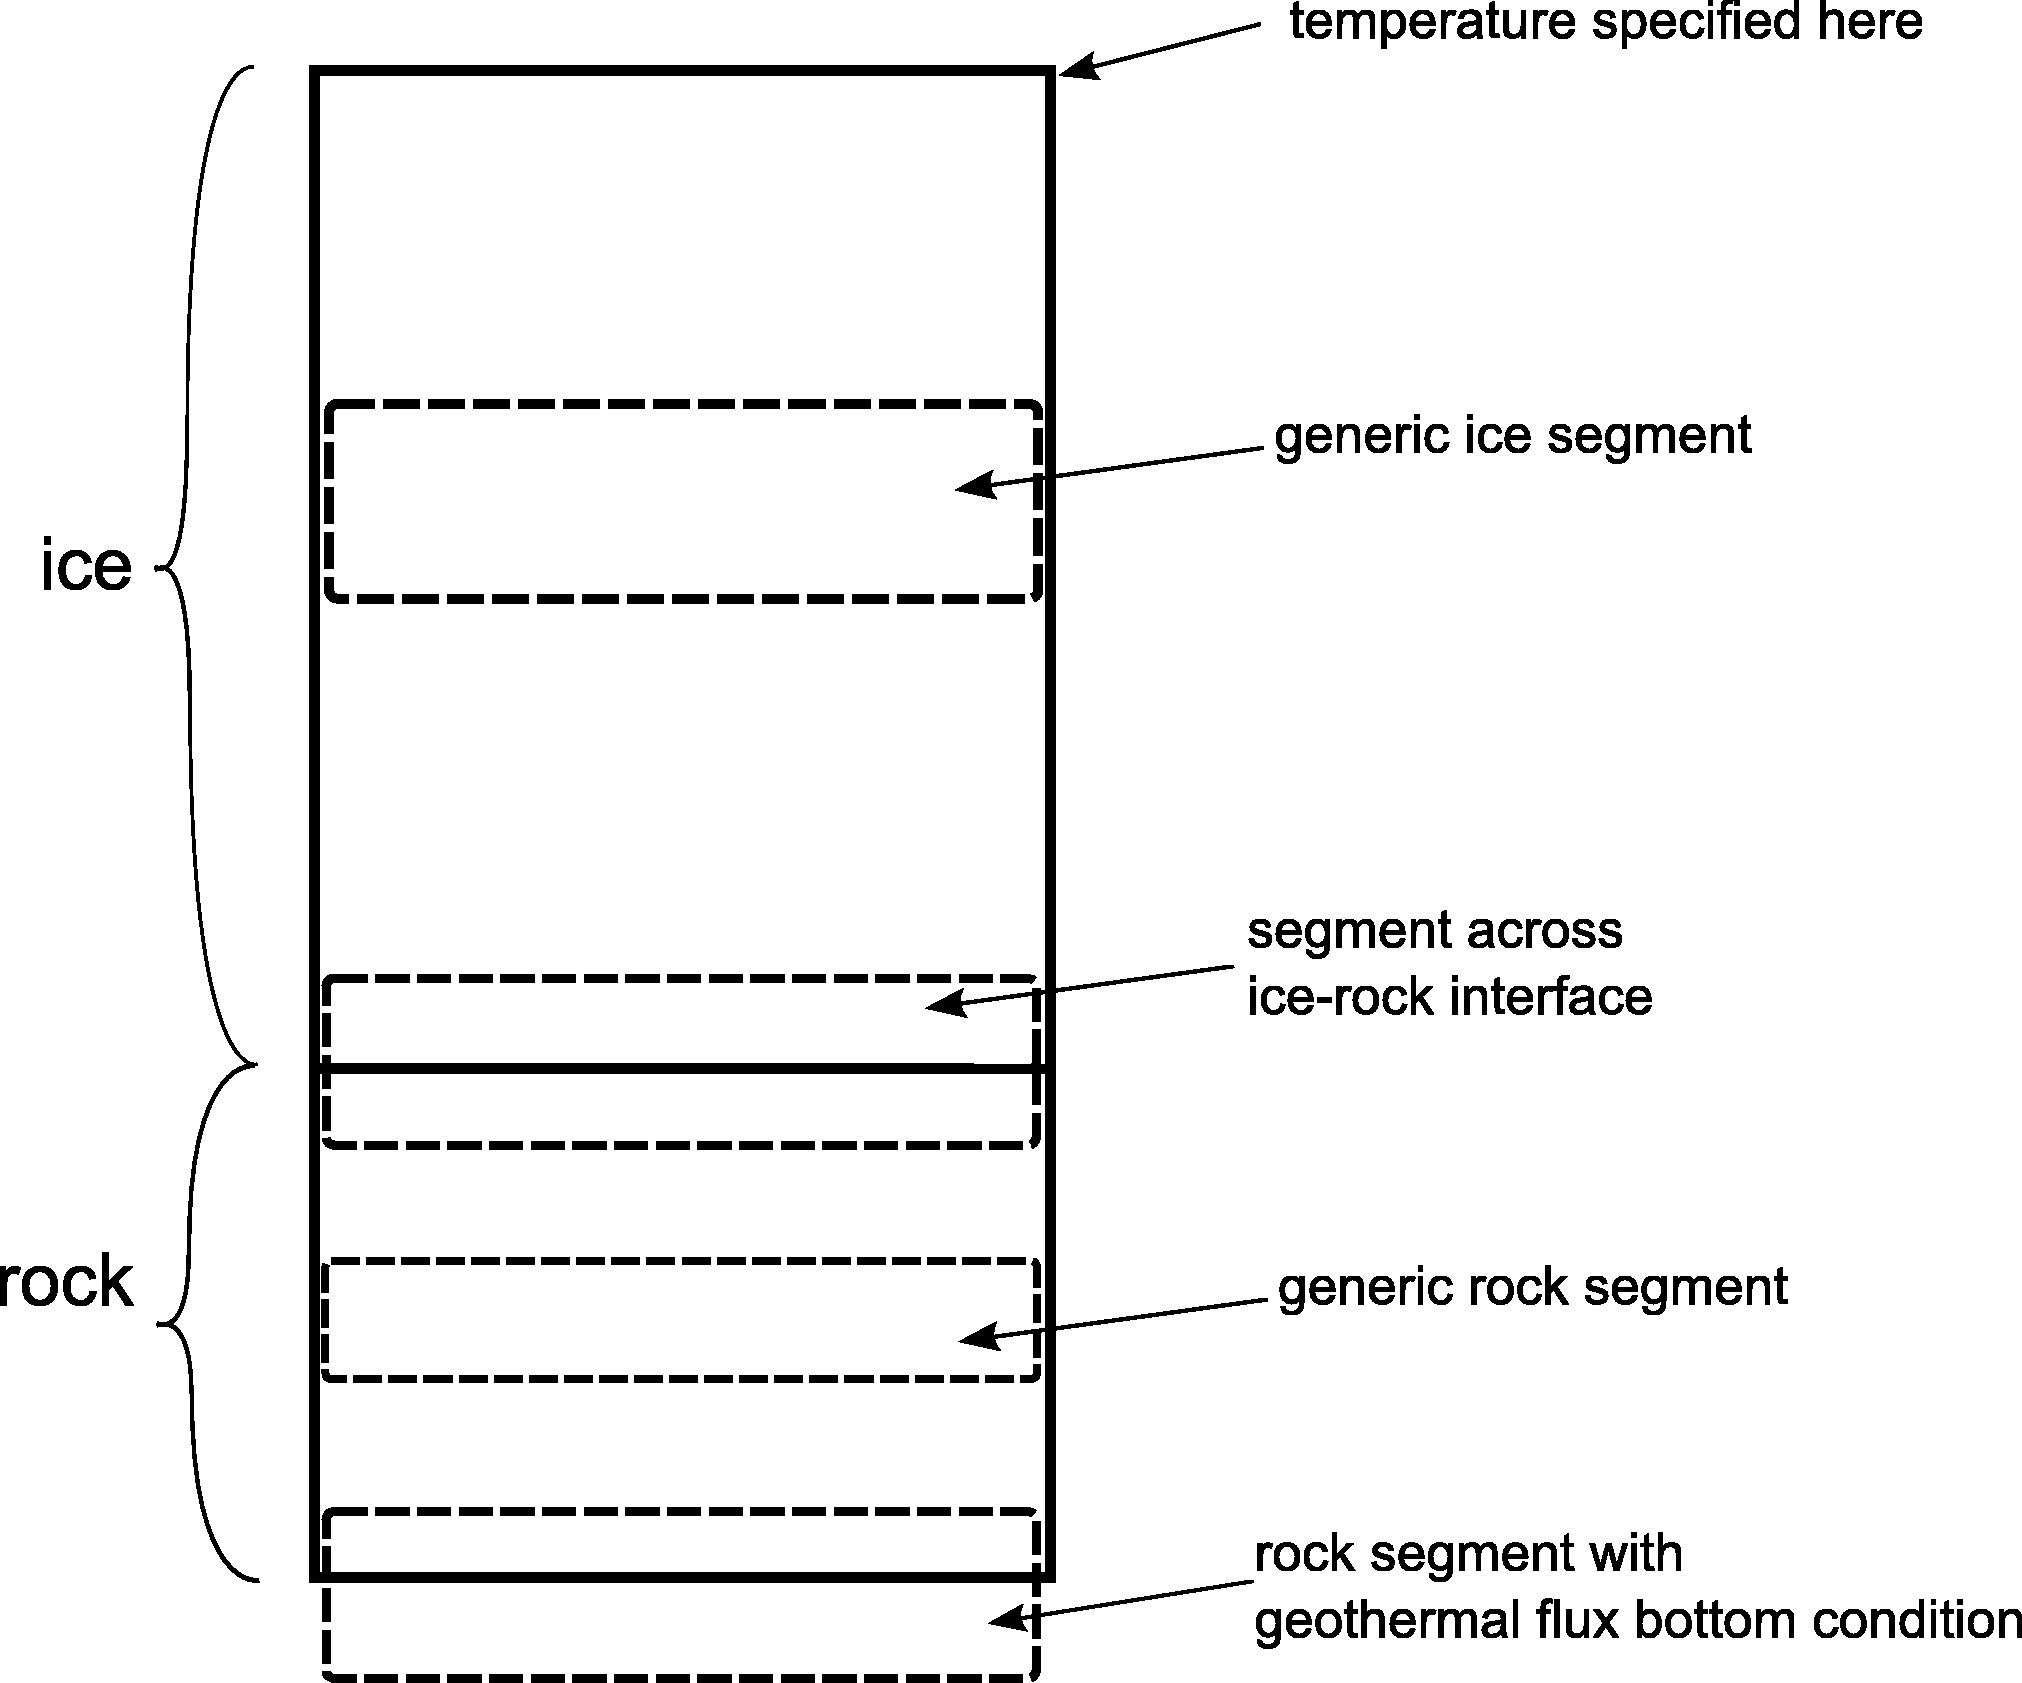 temperature specified here
generic ice segment
ice
segment across
ice-rock interface
rock
generic rock segment
rock segment with
geothermal flux bottom condition